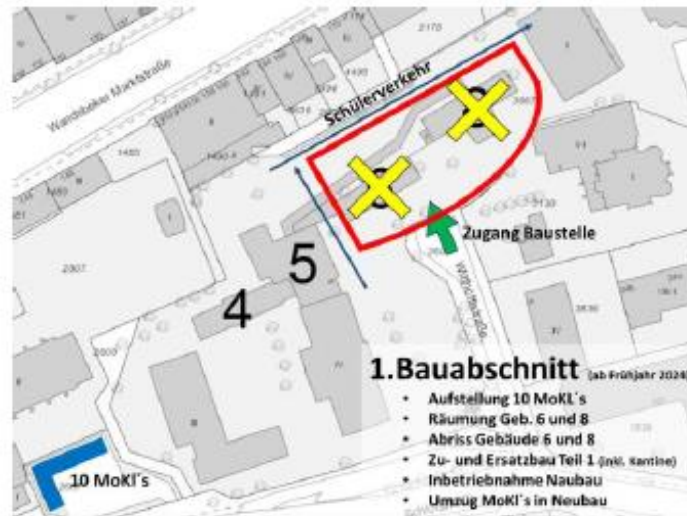 Wandsbeker Marktstraße
Schülerverkehr
Zugang Baustelle
5
4
10 MoKl´s
1.Bauabschnitt (ab Frühjahr 2024)
• Aufstellung 10 MoKL´s
• Räumung Geb. 6 und 8
• Abriss Gebäude 6 und 8
• Zu- und Ersatzbau Teil 1 (inkl. Kantine)
• Inbetriebnahme Naubau
• Umzug MoKl´s in Neubau